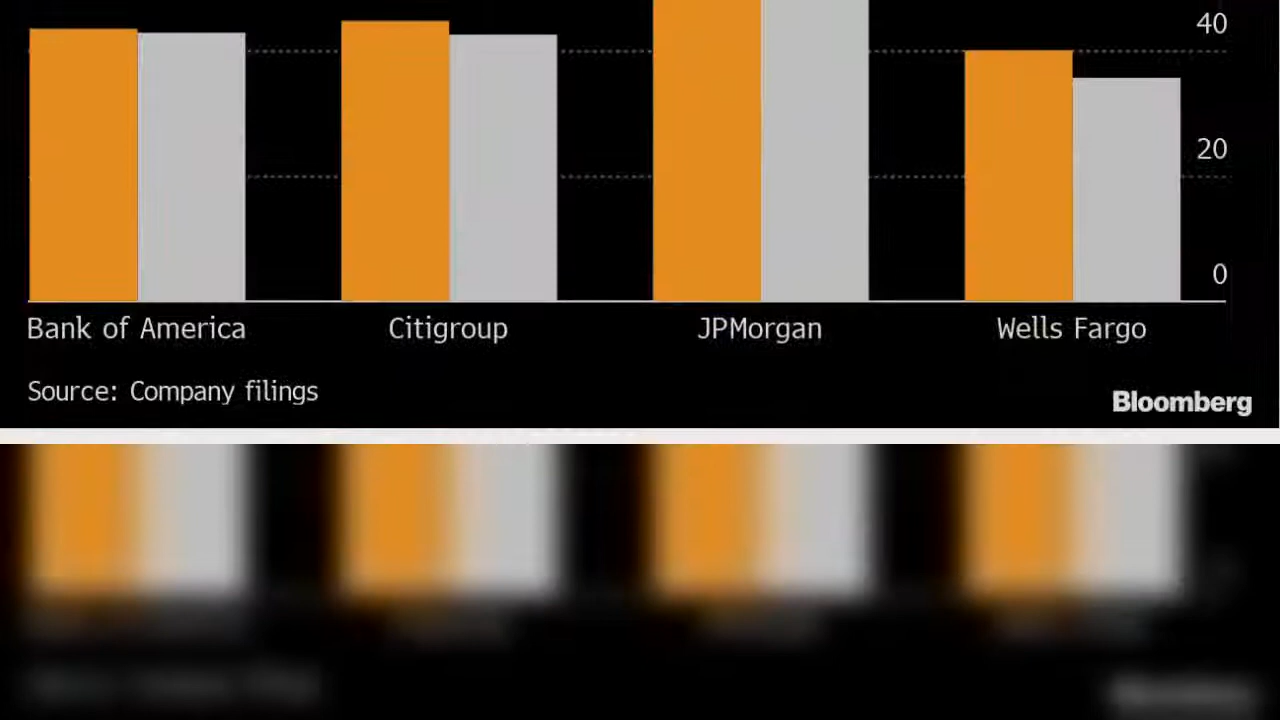 40
20
0
Bank of America Citigroup JPMorgan Wells Fargo
Source: Company filings
Bloomberg